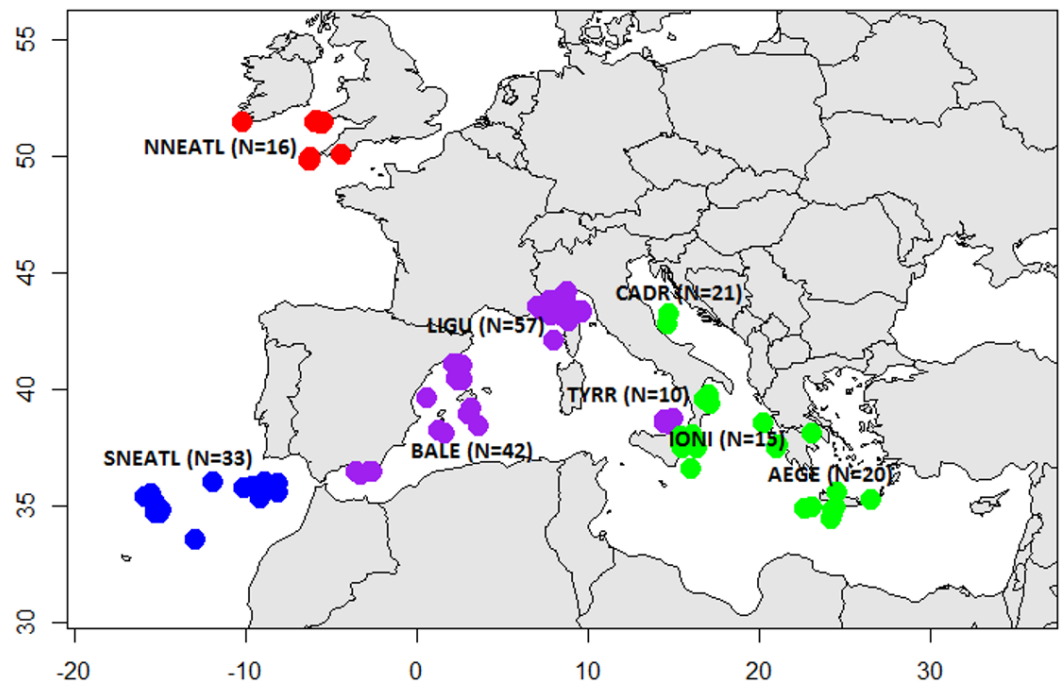 55
50
45
40
35
30
NNEATL (N=16)
CADR (N=21)
LIGU (N=57)
TYRR (N=10)
IONI (N=15)
BALE (N=42)
SNEATL (N=33)
AEGE (N=20)
-20
-10
0
10
20
30